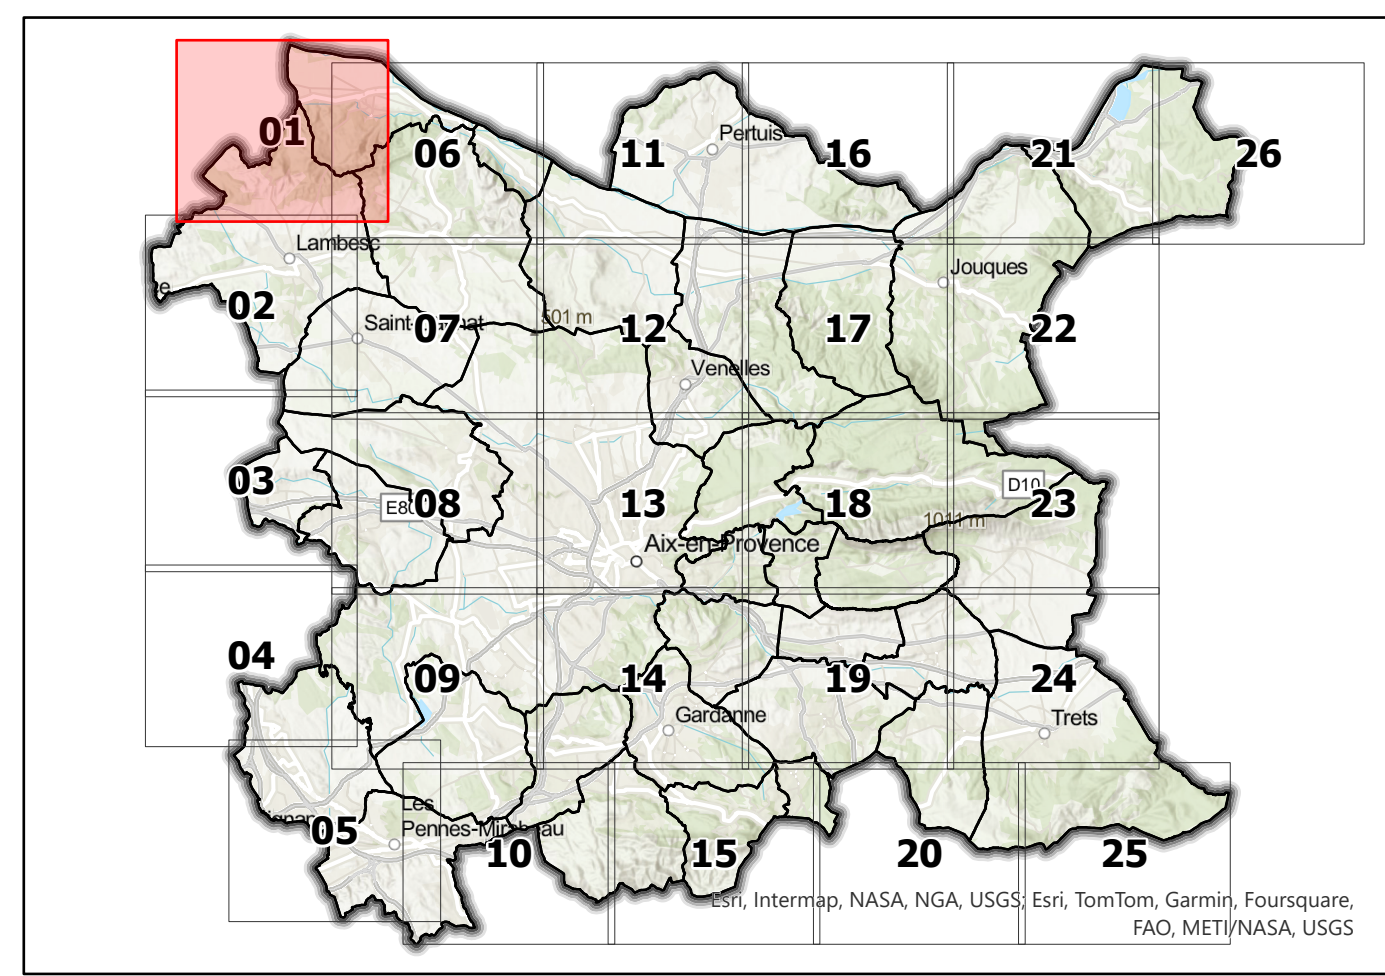 01
06
11
Pertuis
16
21
26
Lambesc
02
07
501 m
12
17
Jouques
22
Venelles
03
E80
08
13
18
D10
23
1011 m
Aix-en-Provence
04
09
14
19
24
Gardanne
Trets
05
Les
Pennes-Mirabeau
10
15
20
25
Esri, Intermap, NASA, NGA, USGS; Esri, TomTom, Garmin, Foursquare,
FAO, METI/NASA, USGS